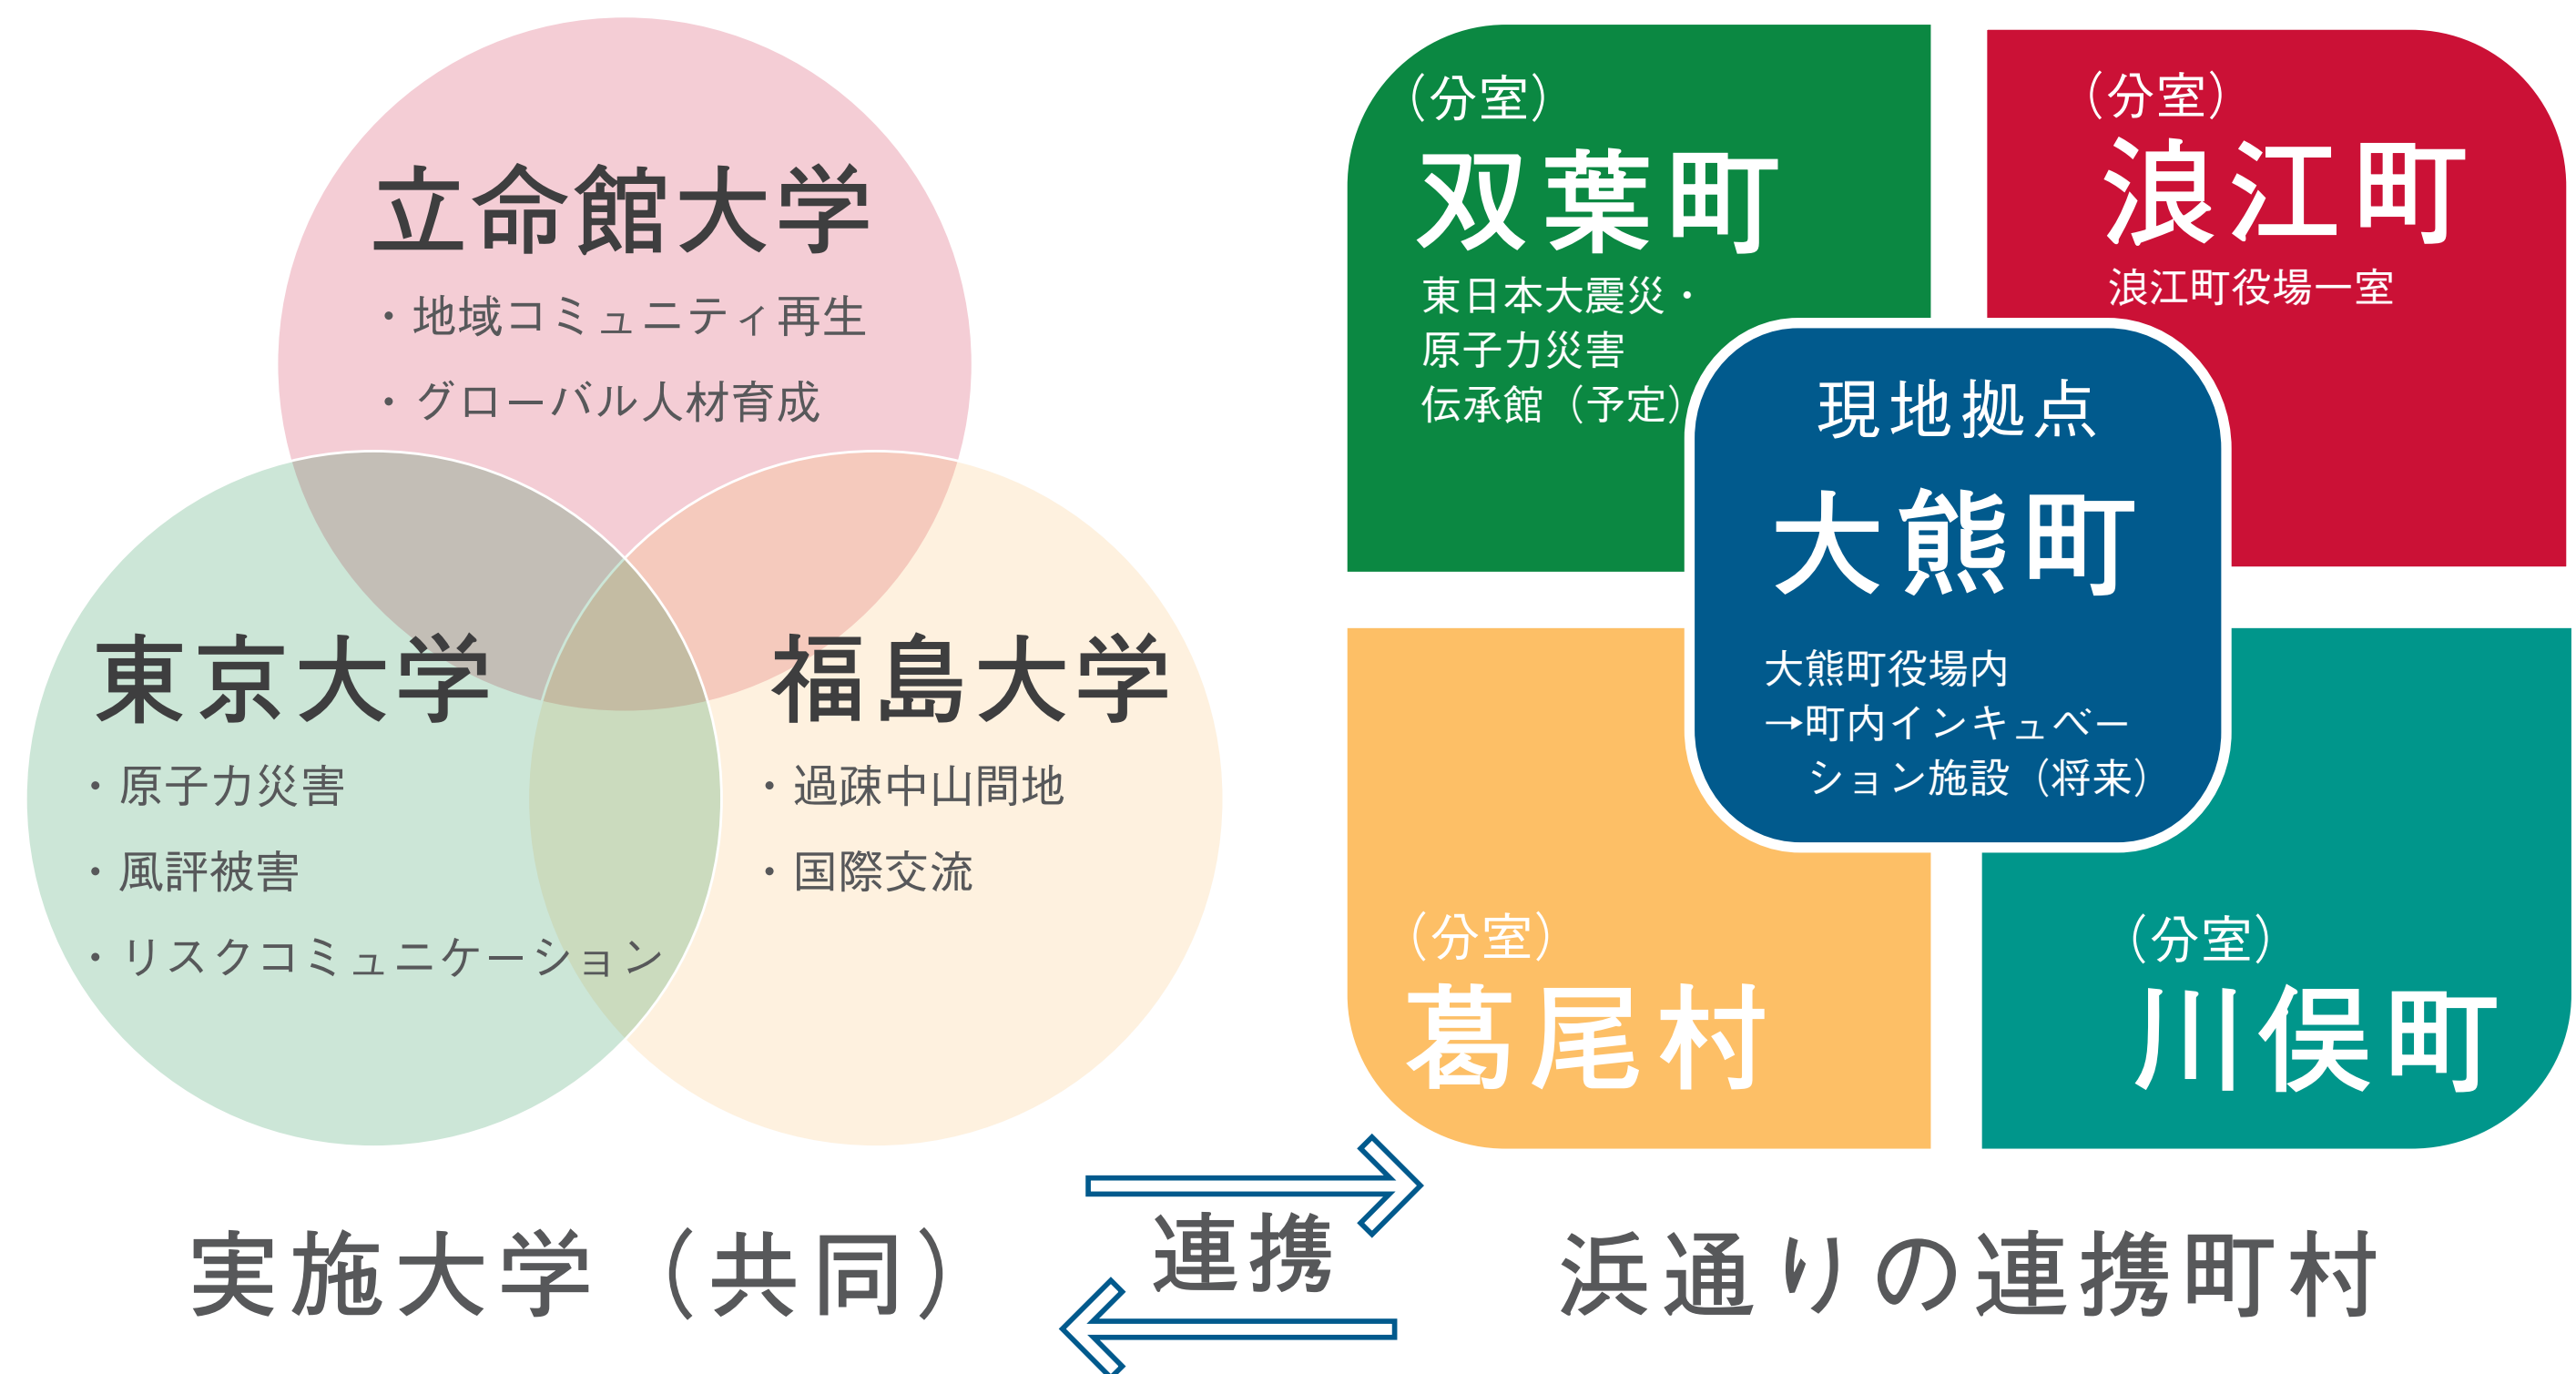 立命館大学
・地域コミュニティ再生
・グローバル人材育成
東京大学
・原子力災害
・風評被害
・リスクコミュニケーション
福島大学
・過疎中山間地
・国際交流
実施大学（共同）
連携
（分室）
双葉町
東日本大震災・
原子力災害
伝承館（予定）
（分室）
浪江町
浪江町役場一室
現地拠点
大熊町
大熊町役場内
→町内インキュベー
ション施設（将来）
（分室）
葛尾村
（分室）
川俣町
浜通りの連携町村